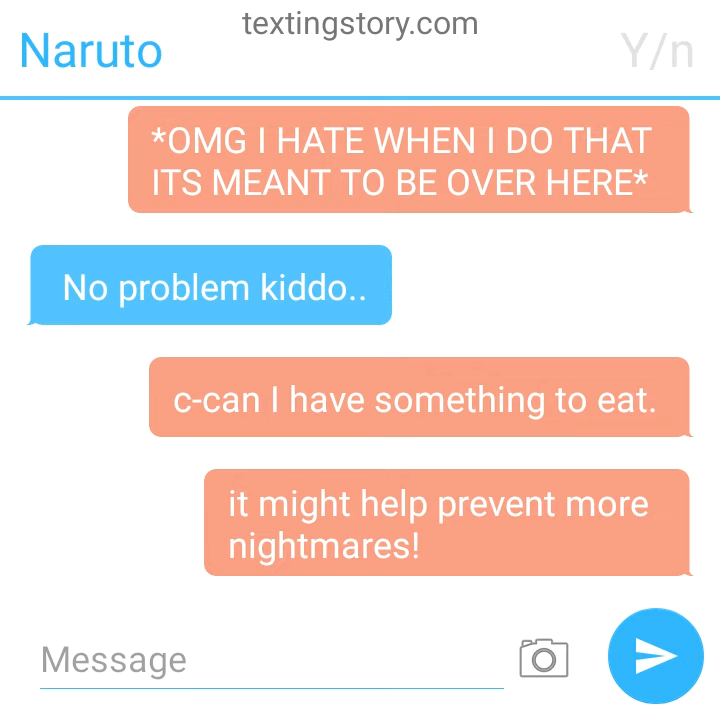 textingstory.com
Naruto
Y/n
*OMG I HATE WHEN I DO THAT
ITS MEANT TO BE OVER HERE*
No problem kiddo..
c-can I have something to eat.
it might help prevent more
nightmares!
Message